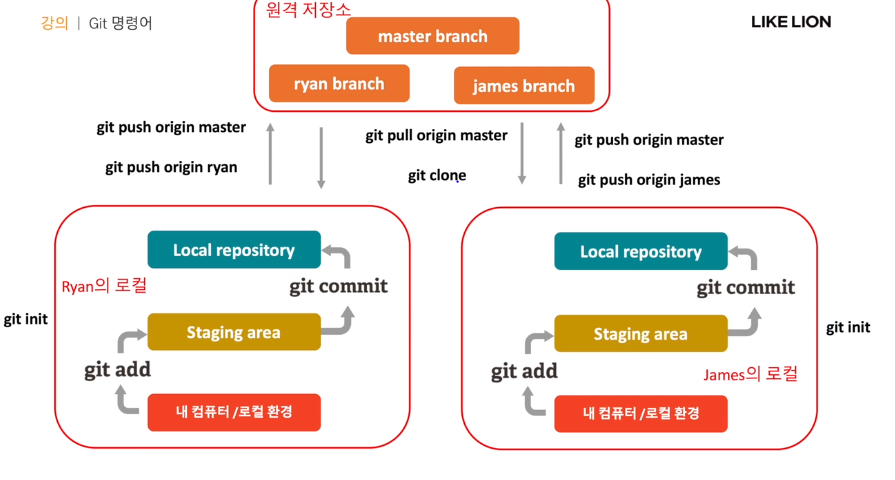 강의 | Git 명령어
LIKE LION
원격 저장소
master branch
ryan branch
james branch
git push origin master
git push origin ryan
git pull origin master
git clone
git push origin master
git push origin james
Local repository
Ryan의 로컬
git commit
git init
Staging area
git add
내 컴퓨터 /로컬 환경
Local repository
git commit
git init
Staging area
git add
James의 로컬
내 컴퓨터 /로컬 환경